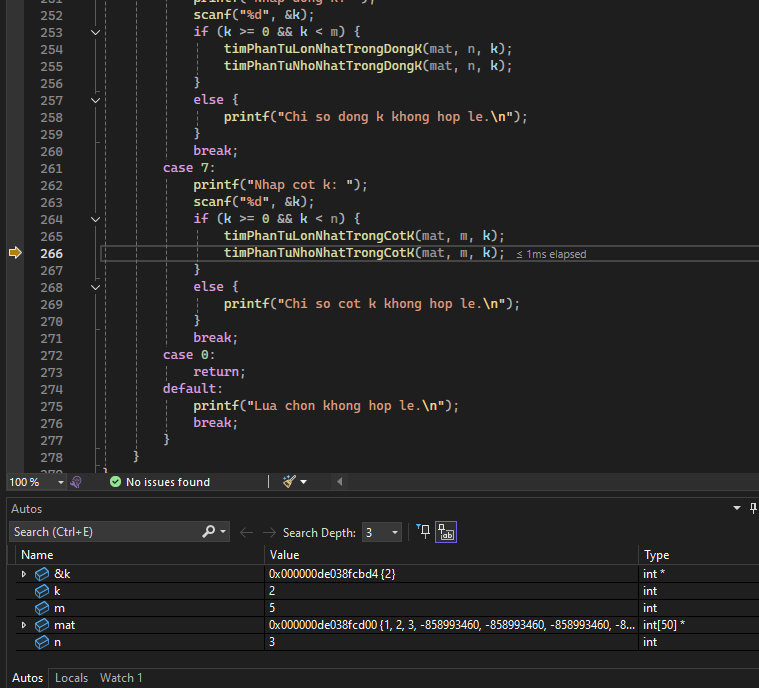 251 printf("Nhap dong k: ");
252 scanf("%d", &k);
253 if (k >= 0 && k < m) {
254 timPhanTuLonNhatTrongDongK(mat, n, k);
255 timPhanTuNhoNhatTrongDongK(mat, n, k);
256 }
257 else {
258 printf("Chi so dong k khong hop le.\n");
259 }
260 break;
261 case 7:
262 printf("Nhap cot k: ");
263 scanf("%d", &k);
264 if (k >= 0 && k < n) {
265 timPhanTuLonNhatTrongCotK(mat, m, k);
266 timPhanTuNhoNhatTrongCotK(mat, m, k); ≤ 1ms elapsed
267 }
268 else {
269 printf("Chi so cot k khong hop le.\n");
270 }
271 break;
272 case 0:
273 return;
274 default:
275 printf("Lua chon khong hop le.\n");
276 break;
277 }
278 }
279 }
100 % No issues found
Autos
Search (Ctrl+E) Search Depth: 3
Name Value Type
&k 0x000000de038fcbd4 {2} int *
k 2 int
m 5 int
mat 0x000000de038fcd00 {1, 2, 3, -858993460, -858993460, -858993460, -8... int[50] *
n 3 int
Autos Locals Watch 1